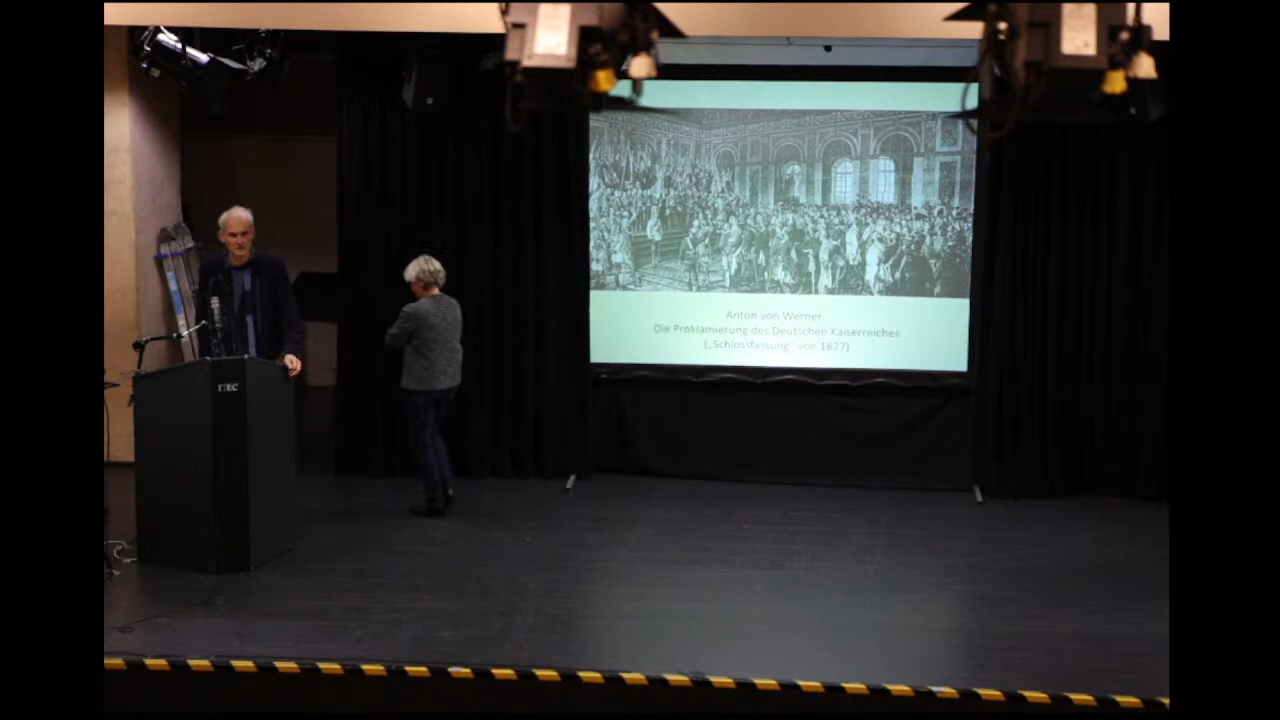 Anton von Werner:
Die Proklamierung des Deutschen Kaiserreiches
(„Schlossfassung" von 1877)